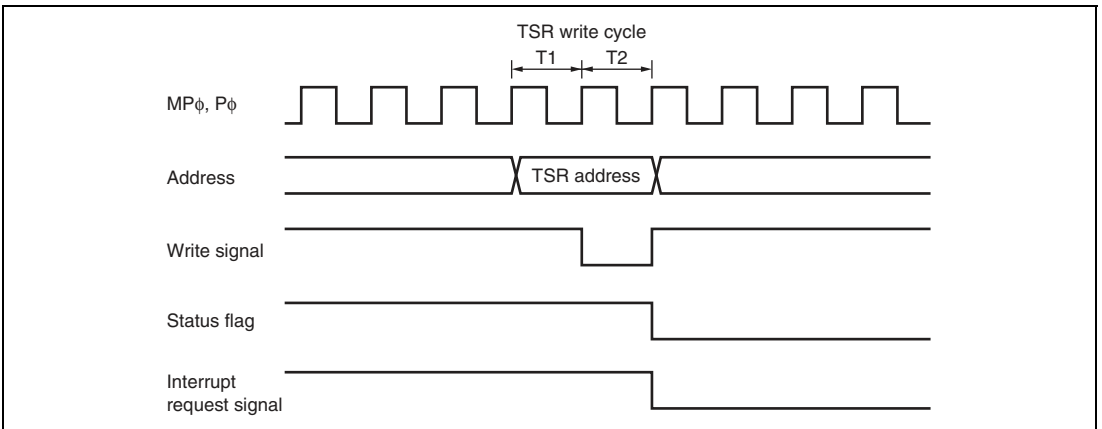 TSR write cycle
T1 T2
MPϕ, Pϕ
Address
TSR address
Write signal
Status flag
Interrupt
request signal